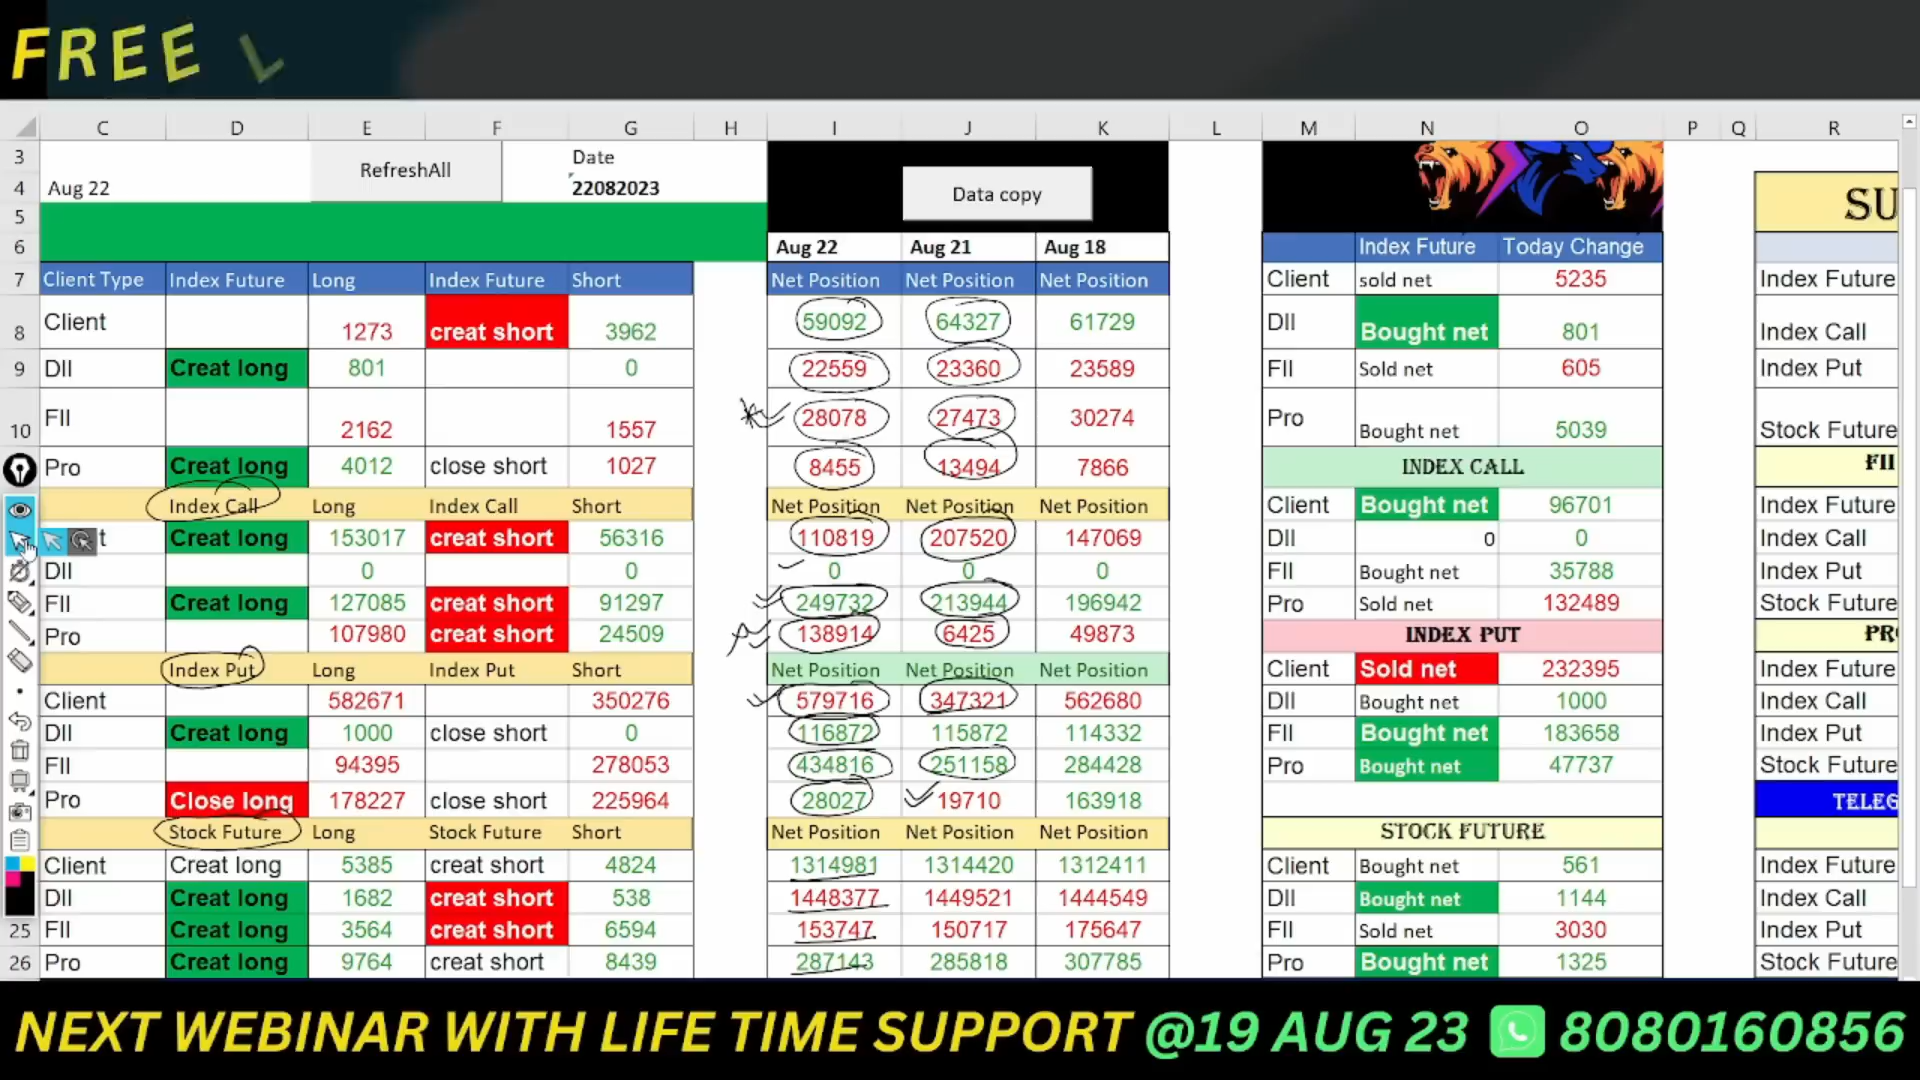 FREE L
C D E F G H I J K L M N O P Q R
3 RefreshAll Date
4 Aug 22 22082023 Data copy SU
5
6 Aug 22 Aug 21 Aug 18 Index Future Today Change
7 Client Type Index Future Long Index Future Short Net Position Net Position Net Position Client sold net 5235 Index Future
8 Client 1273 creat short 3962 59092 64327 61729 DII Bought net 801 Index Call
9 DII Creat long 801 0 22559 23360 23589 FII Sold net 605 Index Put
10 FII 2162 1557 28078 27473 30274 Pro Bought net 5039 Stock Future
Pro Creat long 4012 close short 1027 8455 13494 7866 INDEX CALL FII
Index Call Long Index Call Short Net Position Net Position Net Position Client Bought net 96701 Index Future
t Creat long 153017 creat short 56316 110819 207520 147069 DII 0 0 Index Call
DII 0 0 0 0 0 FII Bought net 35788 Index Put
FII Creat long 127085 creat short 91297 249732 213944 196942 Pro Sold net 132489 Stock Future
Pro 107980 creat short 24509 138914 6425 49873 INDEX PUT PR
Index Put Long Index Put Short Net Position Net Position Net Position Client Sold net 232395 Index Future
Client 582671 350276 579716 347321 562680 DII Bought net 1000 Index Call
DII Creat long 1000 close short 0 116872 115872 114332 FII Bought net 183658 Index Put
FII 94395 278053 434816 251158 284428 Pro Bought net 47737 Stock Future
Pro Close long 178227 close short 225964 28027 19710 163918 TELEG
Stock Future Long Stock Future Short Net Position Net Position Net Position STOCK FUTURE
Client Creat long 5385 creat short 4824 1314981 1314420 1312411 Client Bought net 561 Index Future
DII Creat long 1682 creat short 538 1448377 1449521 1444549 DII Bought net 1144 Index Call
25 FII Creat long 3564 creat short 6594 153747 150717 175647 FII Sold net 3030 Index Put
26 Pro Creat long 9764 creat short 8439 287143 285818 307785 Pro Bought net 1325 Stock Future
NEXT WEBINAR WITH LIFE TIME SUPPORT @19 AUG 23 8080160856